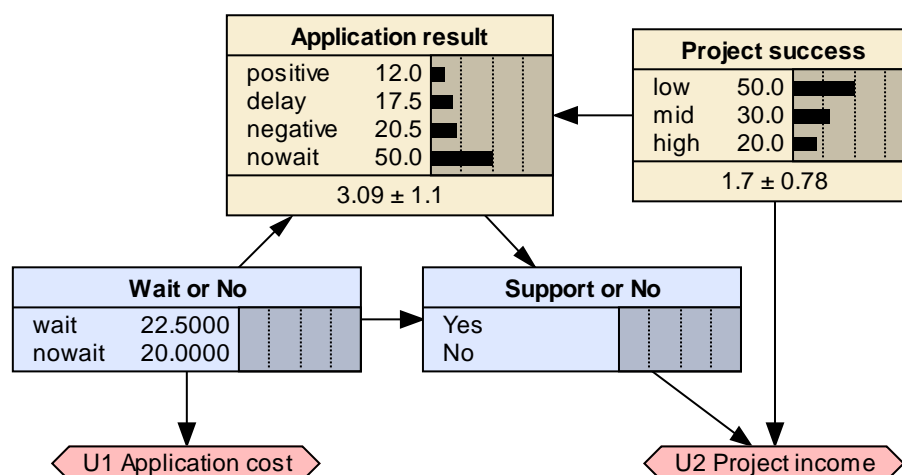 Application result
positive 12.0
delay 17.5
negative 20.5
nowait 50.0
3.09 ± 1.1
Project success
low 50.0
mid 30.0
high 20.0
1.7 ± 0.78
Wait or No
wait 22.5000
nowait 20.0000
Support or No
Yes
No
U1 Application cost
U2 Project income